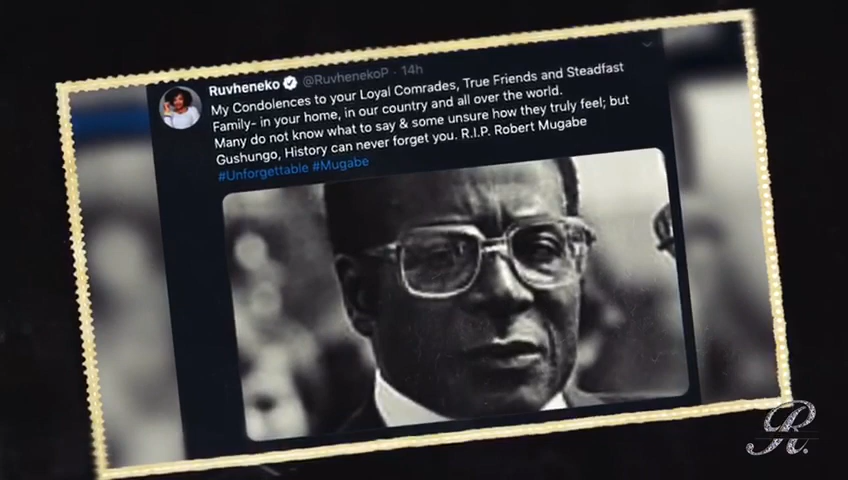 Ruvheneko @RuvhenekoP · 14h
My Condolences to your Loyal Comrades, True Friends and Steadfast
Family- in your home, in our country and all over the world.
Many do not know what to say & some unsure how they truly feel; but
Gushungo, History can never forget you. R.I.P. Robert Mugabe
#Unforgettable #Mugabe
R.